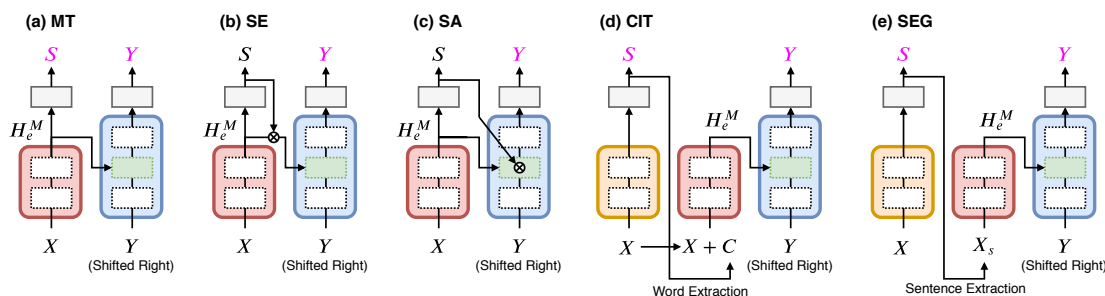 (a) MT
(b) SE
(c) SA
(d) CIT
(e) SEG
S Y
S Y
S Y
S Y
S Y
H_e^M
H_e^M
H_e^M
H_e^M
H_e^M
X Y
(Shifted Right)
X Y
(Shifted Right)
X Y
(Shifted Right)
X X + C Y
(Shifted Right)
Word Extraction
X X_s Y
(Shifted Right)
Sentence Extraction